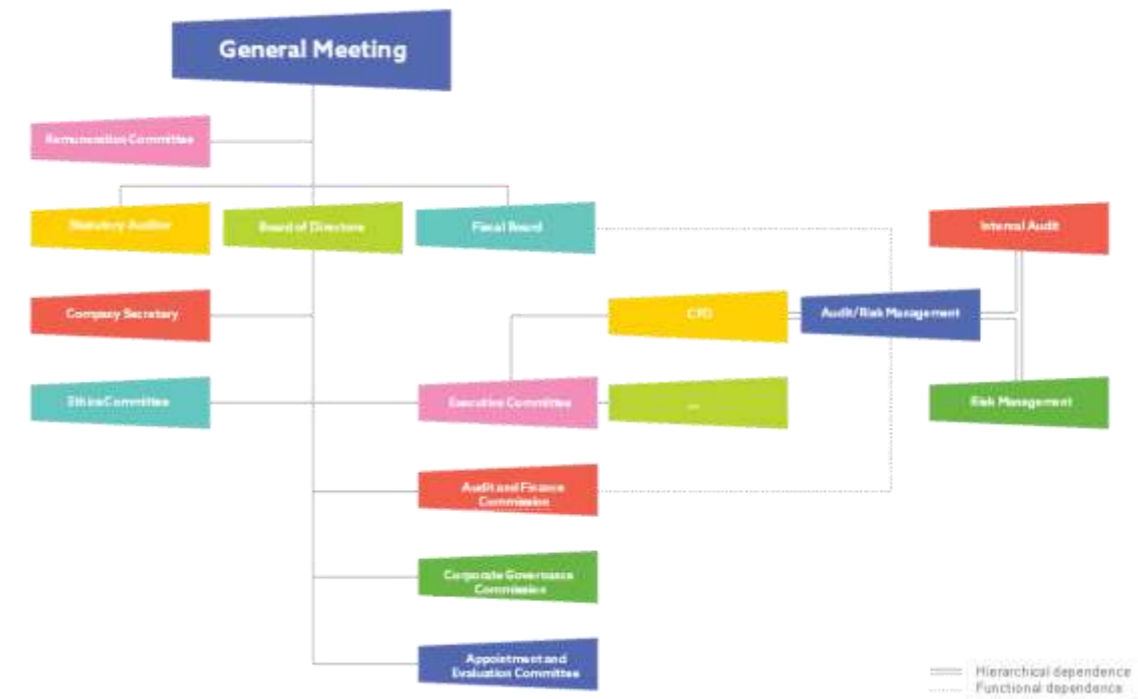 General Meeting
Remuneration Committee
Statutory Auditor
Board of Directors
Fiscal Board
Internal Audit
Company Secretary
CFO
Audit/Risk Management
Ethics Committee
Executive Committee
...
Risk Management
Audit and Finance
Commission
Corporate Governance
Commission
Appointment and
Evaluation Committee
Hierarchical dependence
Functional dependence